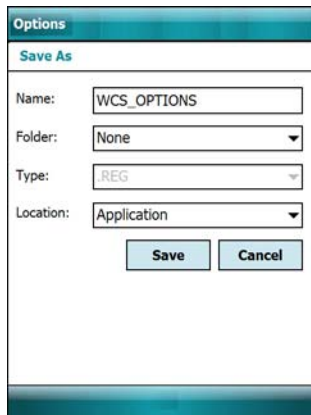 Options
Save As
Name: WCS_OPTIONS
Folder: None
Type: .REG
Location: Application
Save Cancel